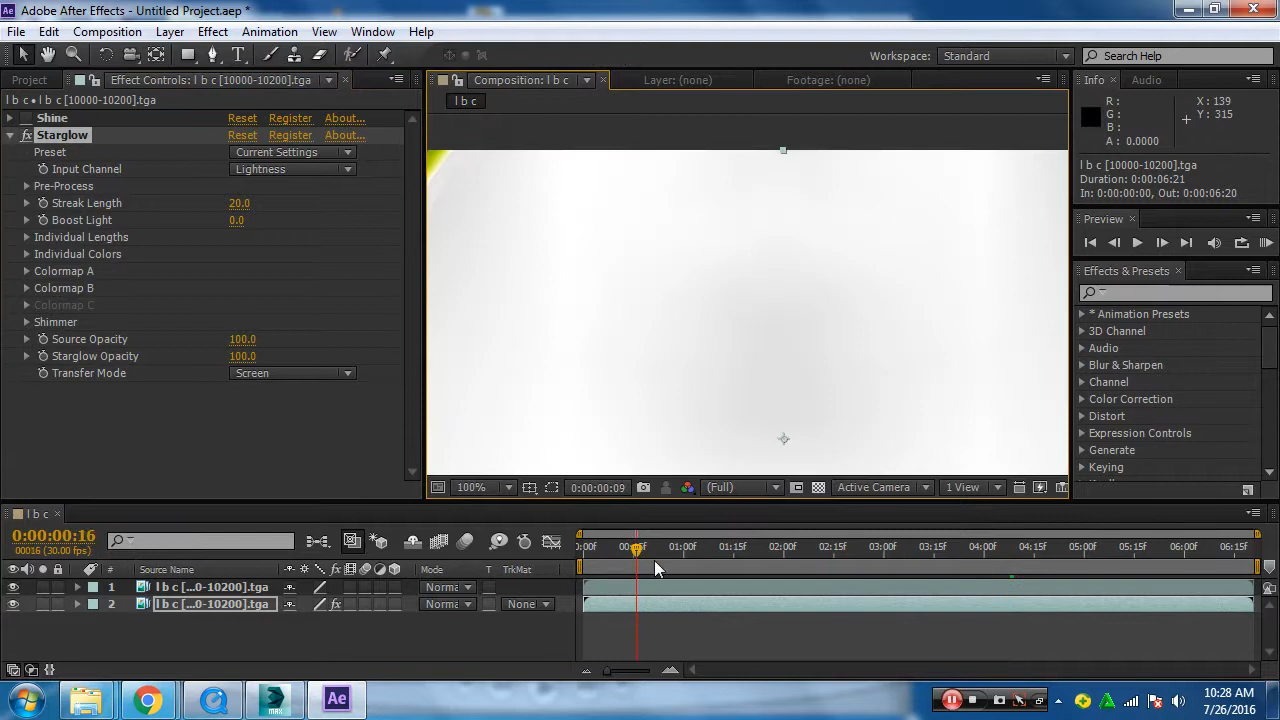 Adobe After Effects - Untitled Project.aep *
File Edit Composition Layer Effect Animation View Window Help
Workspace: Standard Search Help
Project Effect Controls: l b c [10000-10200].tga
l b c • l b c [10000-10200].tga
Shine Reset Register About...
fx Starglow Reset Register About...
Preset Current Settings
Input Channel Lightness
Pre-Process
Streak Length 20.0
Boost Light 0.0
Individual Lengths
Individual Colors
Colormap A
Colormap B
Colormap C
Shimmer
Source Opacity 100.0
Starglow Opacity 100.0
Transfer Mode Screen
Composition: l b c Layer: (none) Footage: (none)
l b c
100% 0:00:00:09 (Full) Active Camera 1 View
Info Audio
R: X: 139
G: Y: 315
B:
A: 0.0000
l b c [10000-10200].tga
Duration: 0:00:06:21
In: 0:00:00:00, Out: 0:00:06:20
Preview
Effects & Presets
* Animation Presets
3D Channel
Audio
Blur & Sharpen
Channel
Color Correction
Distort
Expression Controls
Generate
Keying
l b c
0:00:00:16
00016 (30.00 fps)
:00f 01:00f 01:15f 02:00f 02:15f 03:00f 03:15f 04:00f 04:15f 05:00f 05:15f 06:00f 06:15f
# Source Name Mode T TrkMat
1 l b c [...0-10200].tga Norma
2 l b c [...0-10200].tga fx Norma None
MAX Ae
10:28 AM
7/26/2016